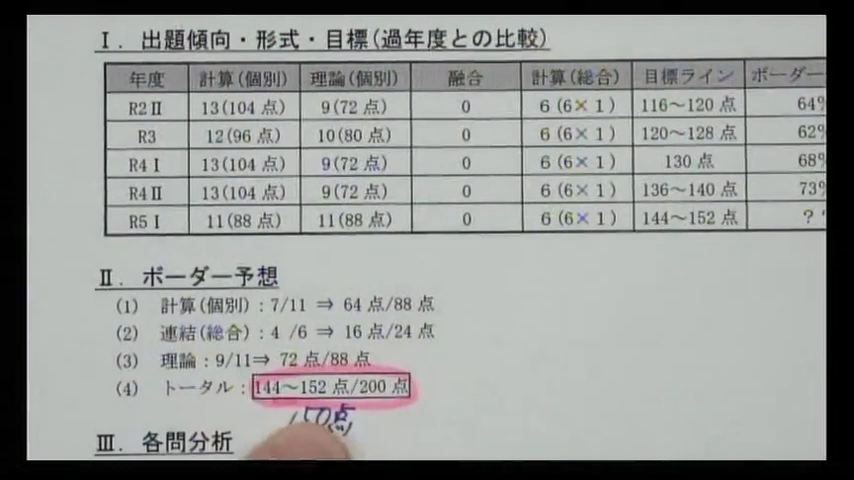 Ⅰ．出題傾向・形式・目標(過年度との比較)
年度 計算(個別) 理論(個別) 融合 計算(総合) 目標ライン ボーダー
R2Ⅱ 13(104点) 9(72点) 0 6(6×1) 116～120点 64%
R3 12(96点) 10(80点) 0 6(6×1) 120～128点 62%
R4Ⅰ 13(104点) 9(72点) 0 6(6×1) 130点 68%
R4Ⅱ 13(104点) 9(72点) 0 6(6×1) 136～140点 73%
R5Ⅰ 11(88点) 11(88点) 0 6(6×1) 144～152点 ？？
Ⅱ．ボーダー予想
(1) 計算(個別)：7/11 ⇒ 64点/88点
(2) 連結(総合)：4 /6 ⇒ 16点/24点
(3) 理論：9/11⇒ 72点/88点
(4) トータル：144～152点/200点
150点
Ⅲ．各問分析